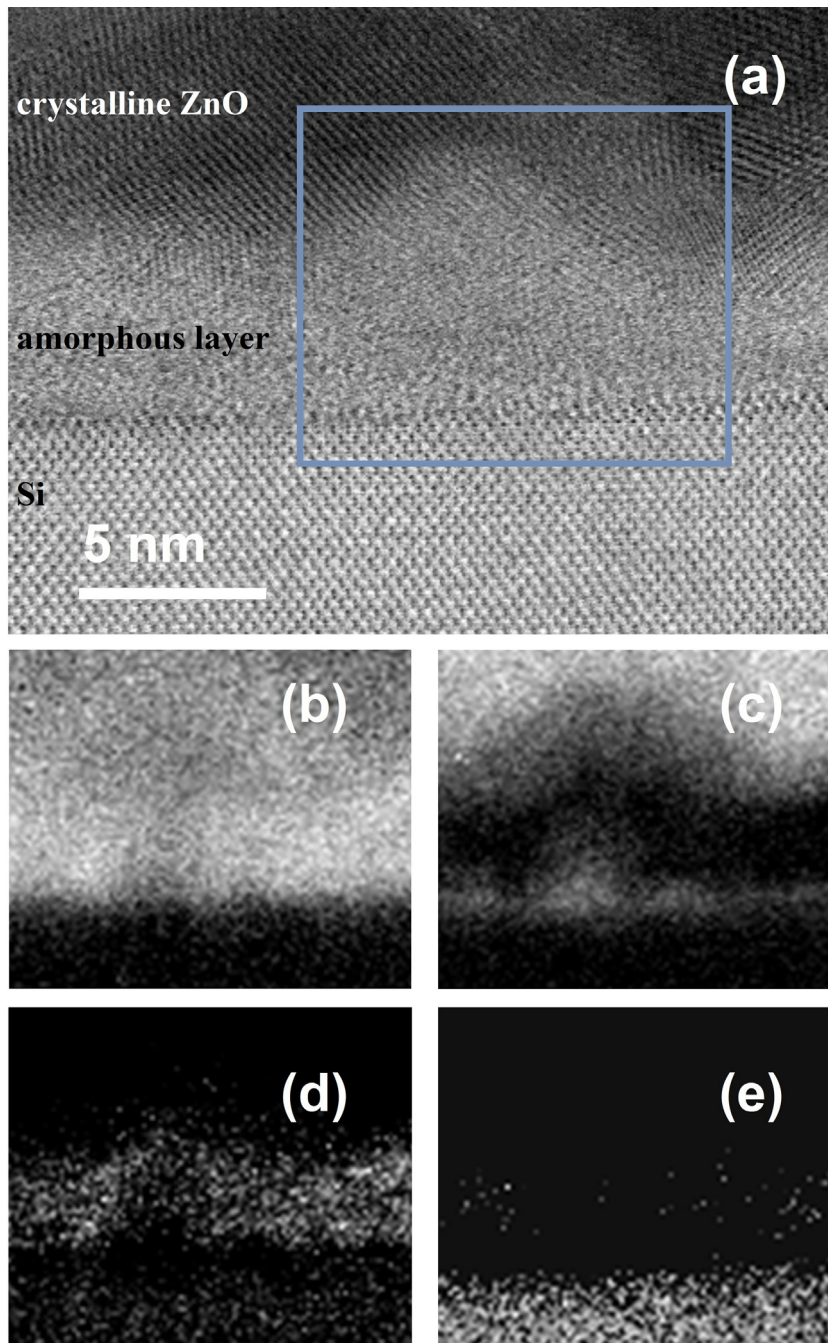 (a)
crystalline ZnO
amorphous layer
Si
5 nm
(b)
(c)
(d)
(e)